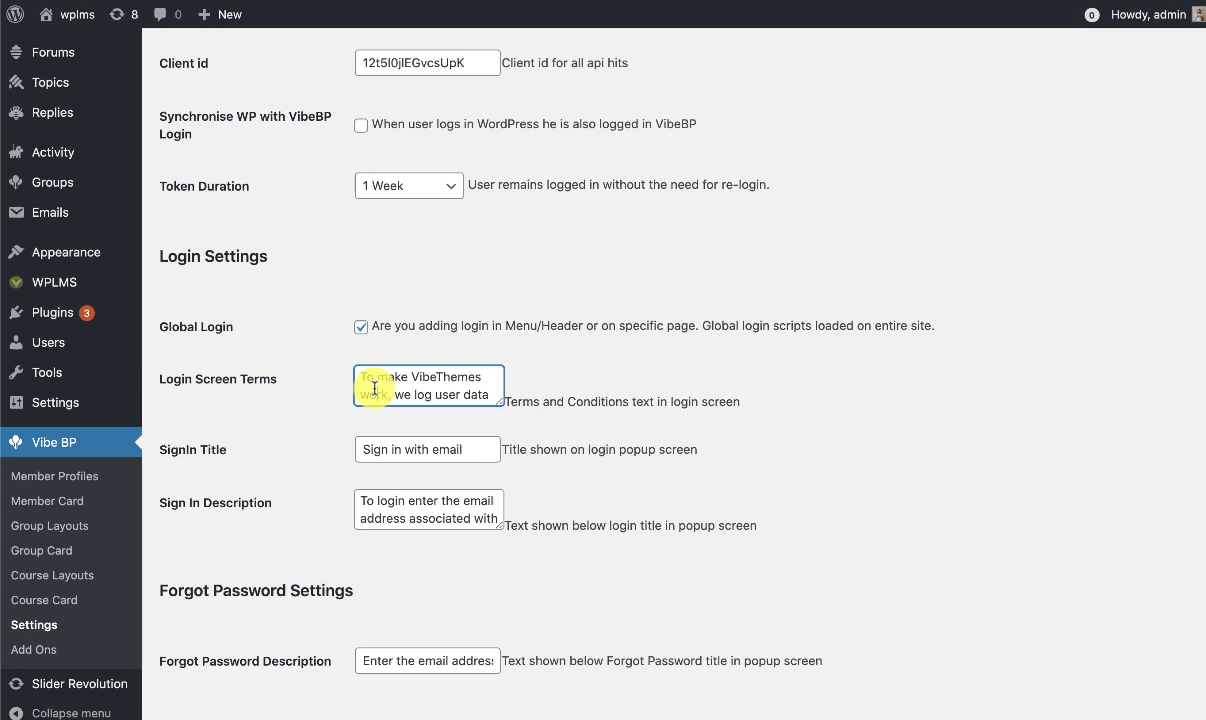 wplms 8 0 New 0 Howdy, admin
Forums
Topics
Replies
Activity
Groups
Emails
Appearance
WPLMS
Plugins 3
Users
Tools
Settings
Vibe BP
Member Profiles
Member Card
Group Layouts
Group Card
Course Layouts
Course Card
Settings
Add Ons
Slider Revolution
Collapse menu
Client id Client id for all api hits
Synchronise WP with VibeBP
Login
When user logs in WordPress he is also logged in VibeBP
Token Duration 1 Week User remains logged in without the need for re-login.
Login Settings
Global Login Are you adding login in Menu/Header or on specific page. Global login scripts loaded on entire site.
Login Screen Terms
To make VibeThemes
work, we log user data
Terms and Conditions text in login screen
SignIn Title Sign in with email Title shown on login popup screen
Sign In Description
To login enter the email
address associated with
Text shown below login title in popup screen
Forgot Password Settings
Forgot Password Description Enter the email Text shown below Forgot Password title in popup screen